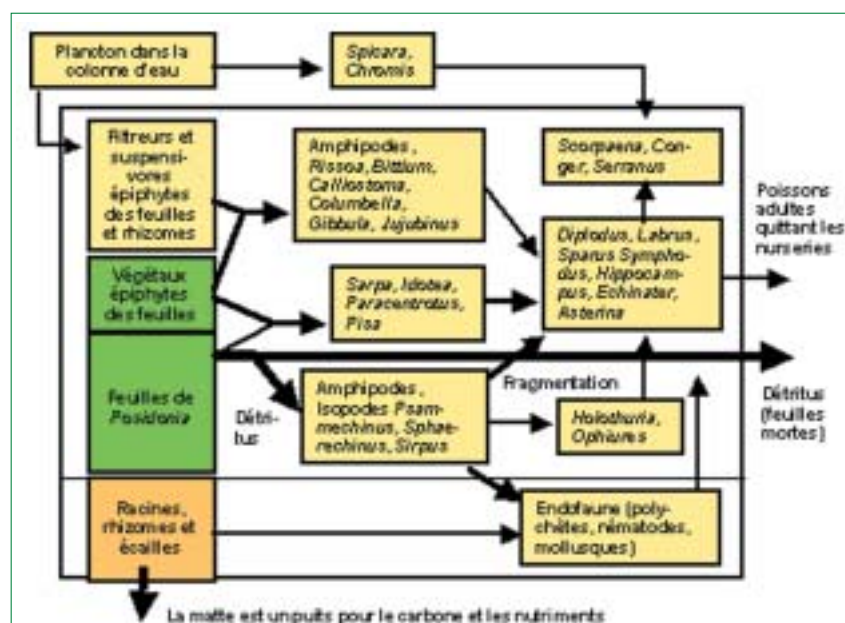 Plancton dans la
colonne d'eau
Spicara,
Chromis
Filtreurs et
suspensi-
vores
épiphytes
des feuilles
et rhizomes
Amphipodes,
Rissoa, Bittium,
Calliostoma,
Columbella,
Gibbula, Jujubinus
Scorpaena, Con-
ger, Serranus
Poissons
adultes
quittant les
nurseries
Végétaux
épiphytes
des feuilles
Sarpa, Idotea,
Paracentrotus,
Pisa
Diplodus, Labrus,
Sparus Sympho-
dus, Hippocam-
pus, Echinater,
Asterina
Feuilles de
Posidonia
Détri-
tus
Amphipodes,
Isopodes Psam-
mechinus, Sphae-
rechinus, Sirpus
Fragmentation
Holothuria,
Ophiures
Détritus
(feuilles
mortes)
Racines,
rhizomes et
écailles
Endofaune (poly-
chètes, nématodes,
mollusques)
La matte est un puits pour le carbone et les nutriments